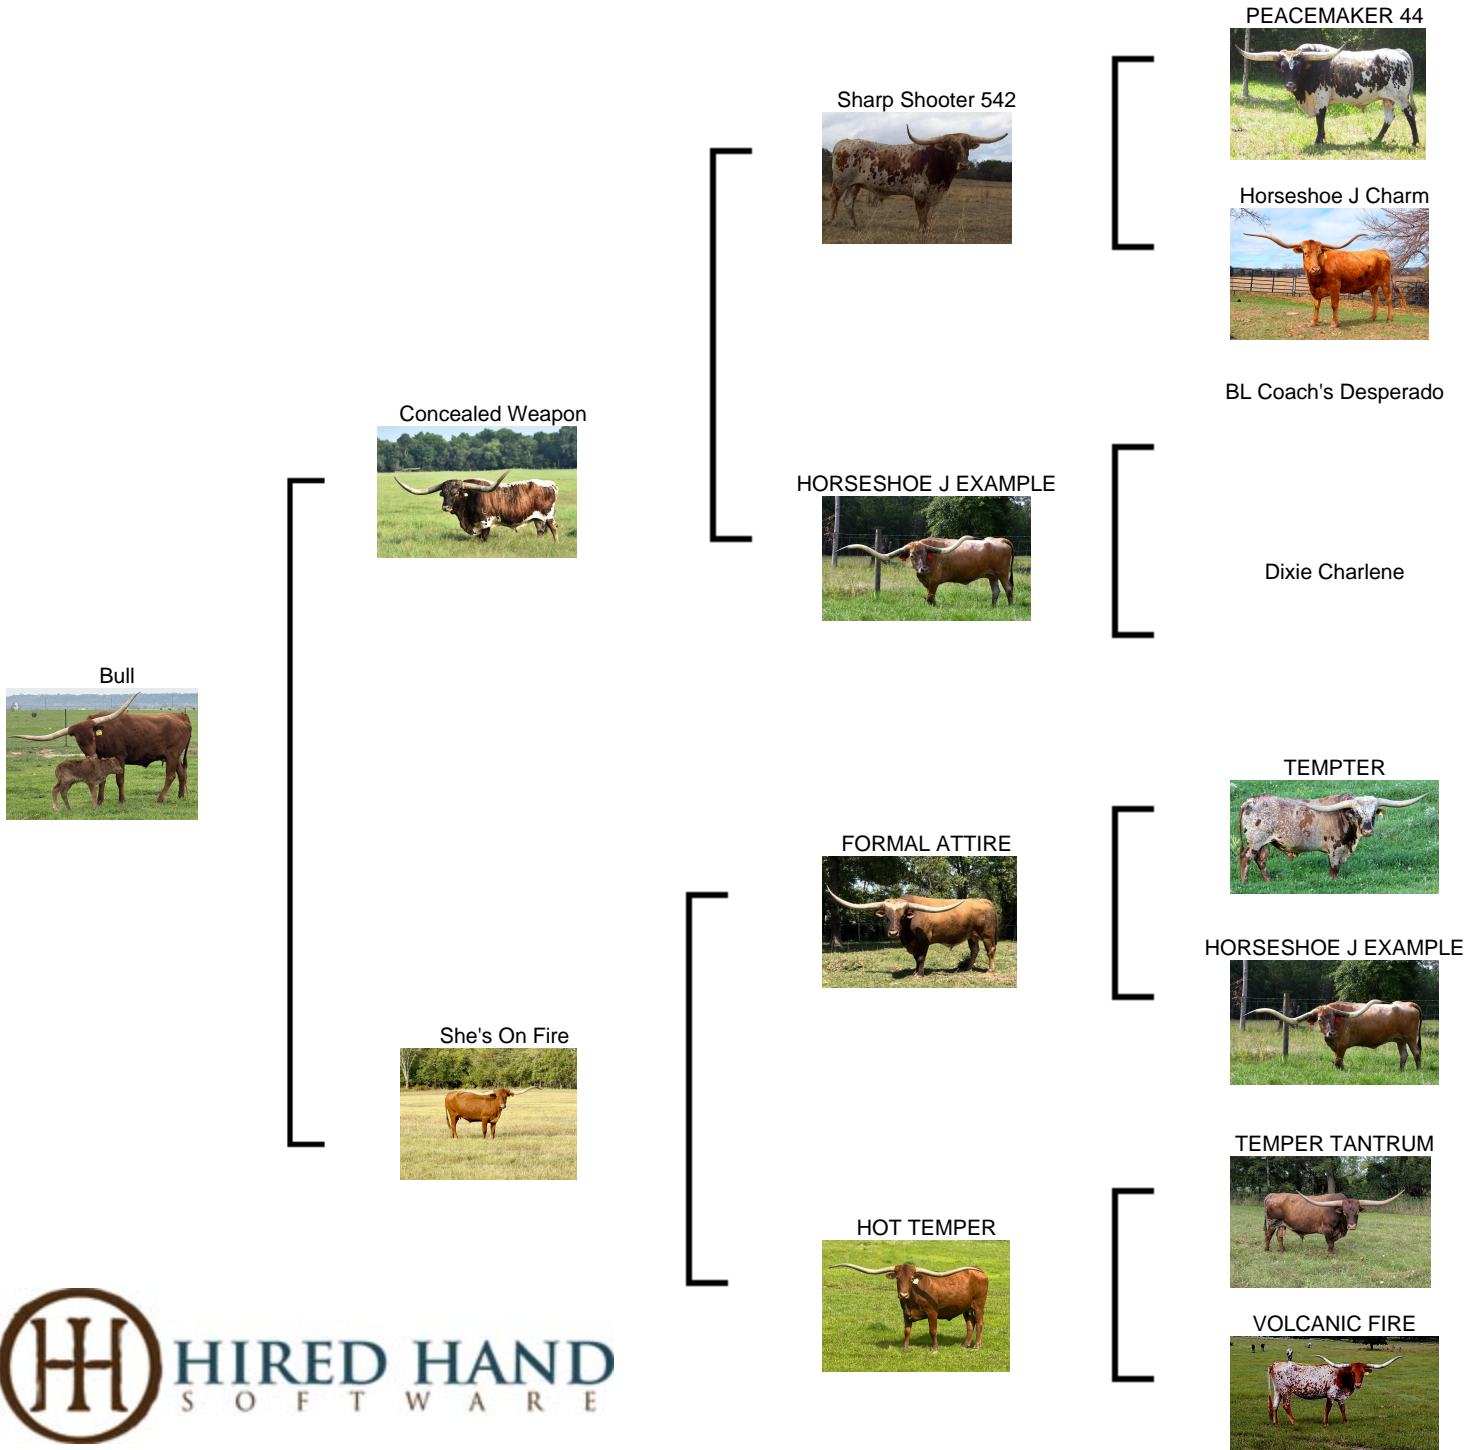 PEACEMAKER 44
Sharp Shooter 542
Horseshoe J Charm
BL Coach's Desperado
Concealed Weapon
HORSESHOE J EXAMPLE
Dixie Charlene
Bull
TEMPTER
FORMAL ATTIRE
HORSESHOE J EXAMPLE
She's On Fire
TEMPER TANTRUM
HOT TEMPER
VOLCANIC FIRE
HIRED HAND
SOFTWARE